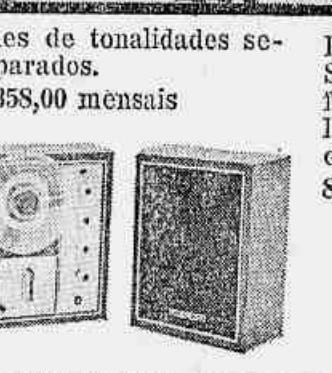 es de tonalidades se-
parados.
358,00 mensais